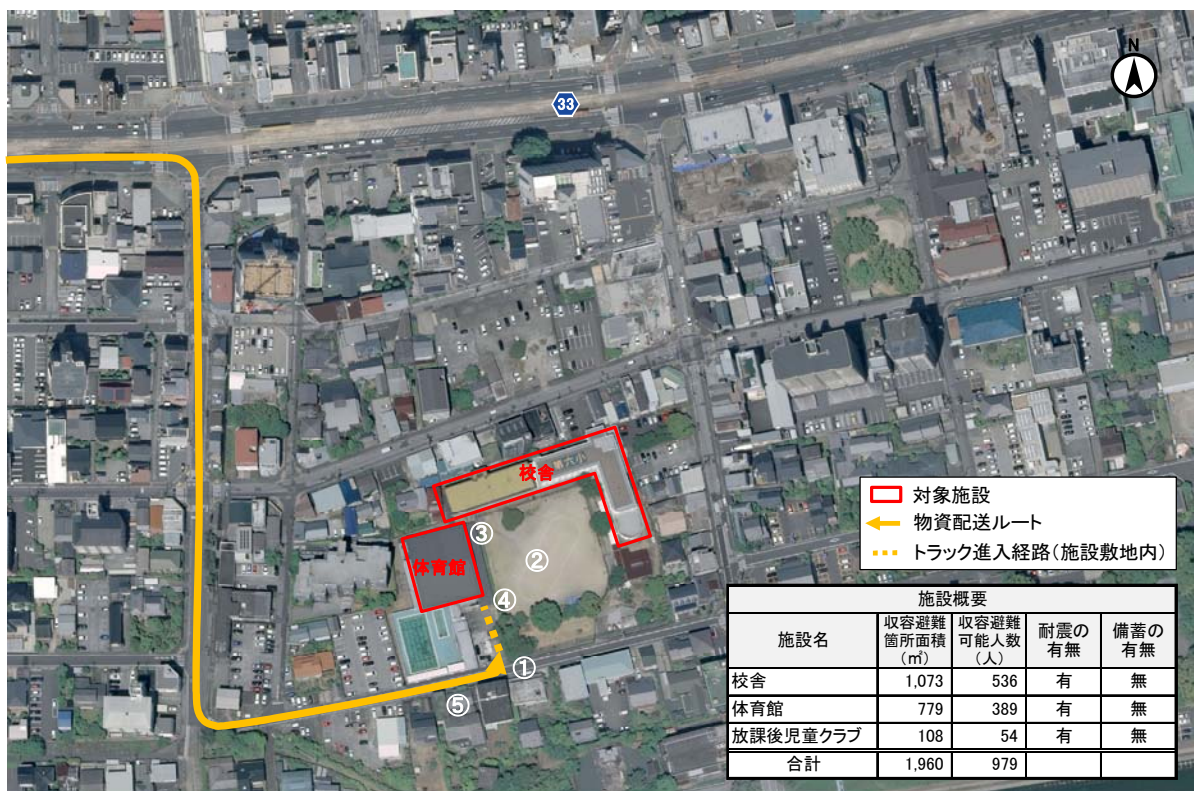 N
33
校舎
③
体育館
②
④
①
⑤
対象施設
物資配送ルート
トラック進入経路(施設敷地内)
施設概要
施設名 収容避難箇所面積(㎡) 収容避難可能人数(人) 耐震の有無 備蓄の有無
校舎 1,073 536 有 無
体育館 779 389 有 無
放課後児童クラブ 108 54 有 無
合計 1,960 979